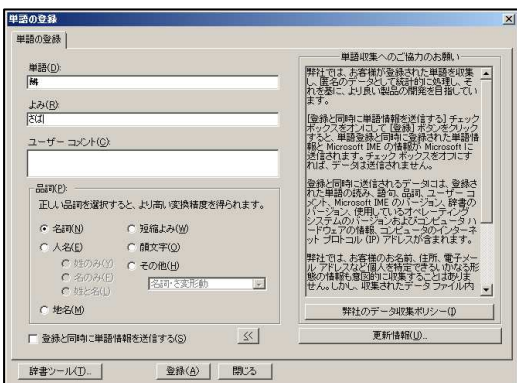 単語の登録
単語の登録
単語(D):
よみ(R):
さば
ユーザー コメント(C):
品詞(P):
正しい品詞を選択すると、より高い変換精度を得られます。
名詞(N)
短縮よみ(W)
人名(E)
顔文字(O)
姓のみ(Y)
その他(H)
名のみ(F)
名詞・さ変形動
姓と名(L)
地名(M)
登録と同時に単語情報を送信する(S)
<<
辞書ツール(T)...
登録(A)
閉じる
単語収集へのご協力のお願い
弊社では、お客様が登録された単語を収集
し、匿名のデータとして統計的に処理し、そ
れを基に、より良い製品の開発を目指してい
ます。
[登録と同時に単語情報を送信する] チェック
ボックスをオンにして [登録] ボタンをクリック
すると、単語登録と同時に登録された単語情
報と Microsoft IME の情報が Microsoft に
送信されます。チェック ボックスをオフにす
れば、データは送信されません。
登録と同時に送信されるデータには、登録さ
れた単語の読み、語句、品詞、ユーザー コ
メント、Microsoft IME のバージョン、辞書の
バージョン、使用しているオペレーティング
システムのバージョンおよびコンピュータ ハ
ードウェアの情報、コンピュータのインターネ
ット プロトコル (IP) アドレスが含まれます。
弊社では、お客様のお名前、住所、電子メー
ル アドレスなど個人を特定できるいかなる形
態の情報も意図的に収集することはありま
せん。しかし、収集されたデータファイル内
弊社のデータ収集ポリシー(I)
更新情報(U)...